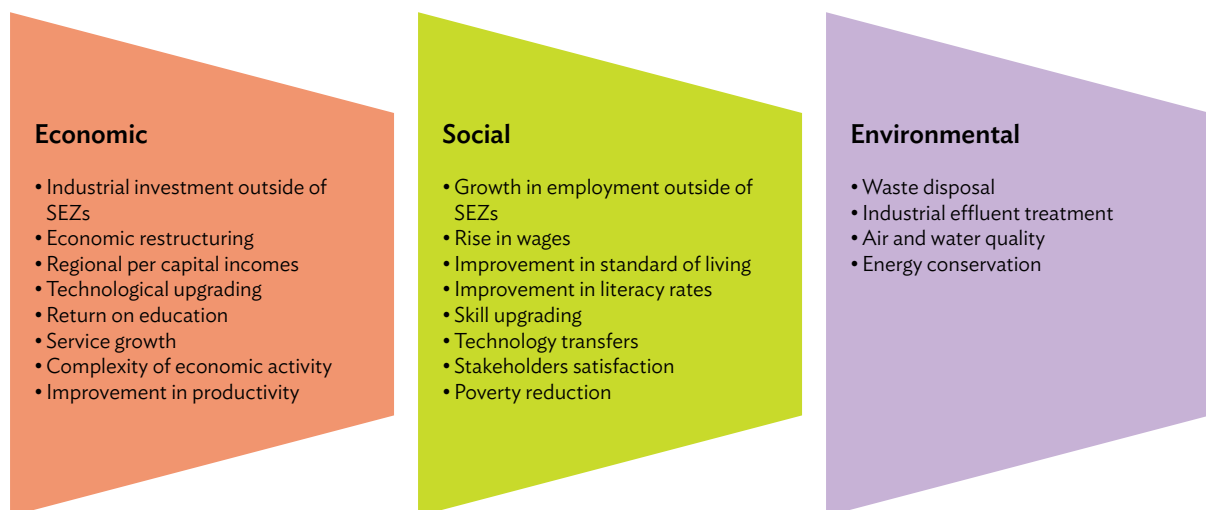 Economic
• Industrial investment outside of
SEZs
• Economic restructuring
• Regional per capital incomes
• Technological upgrading
• Return on education
• Service growth
• Complexity of economic activity
• Improvement in productivity
Social
• Growth in employment outside of
SEZs
• Rise in wages
• Improvement in standard of living
• Improvement in literacy rates
• Skill upgrading
• Technology transfers
• Stakeholders satisfaction
• Poverty reduction
Environmental
• Waste disposal
• Industrial effluent treatment
• Air and water quality
• Energy conservation